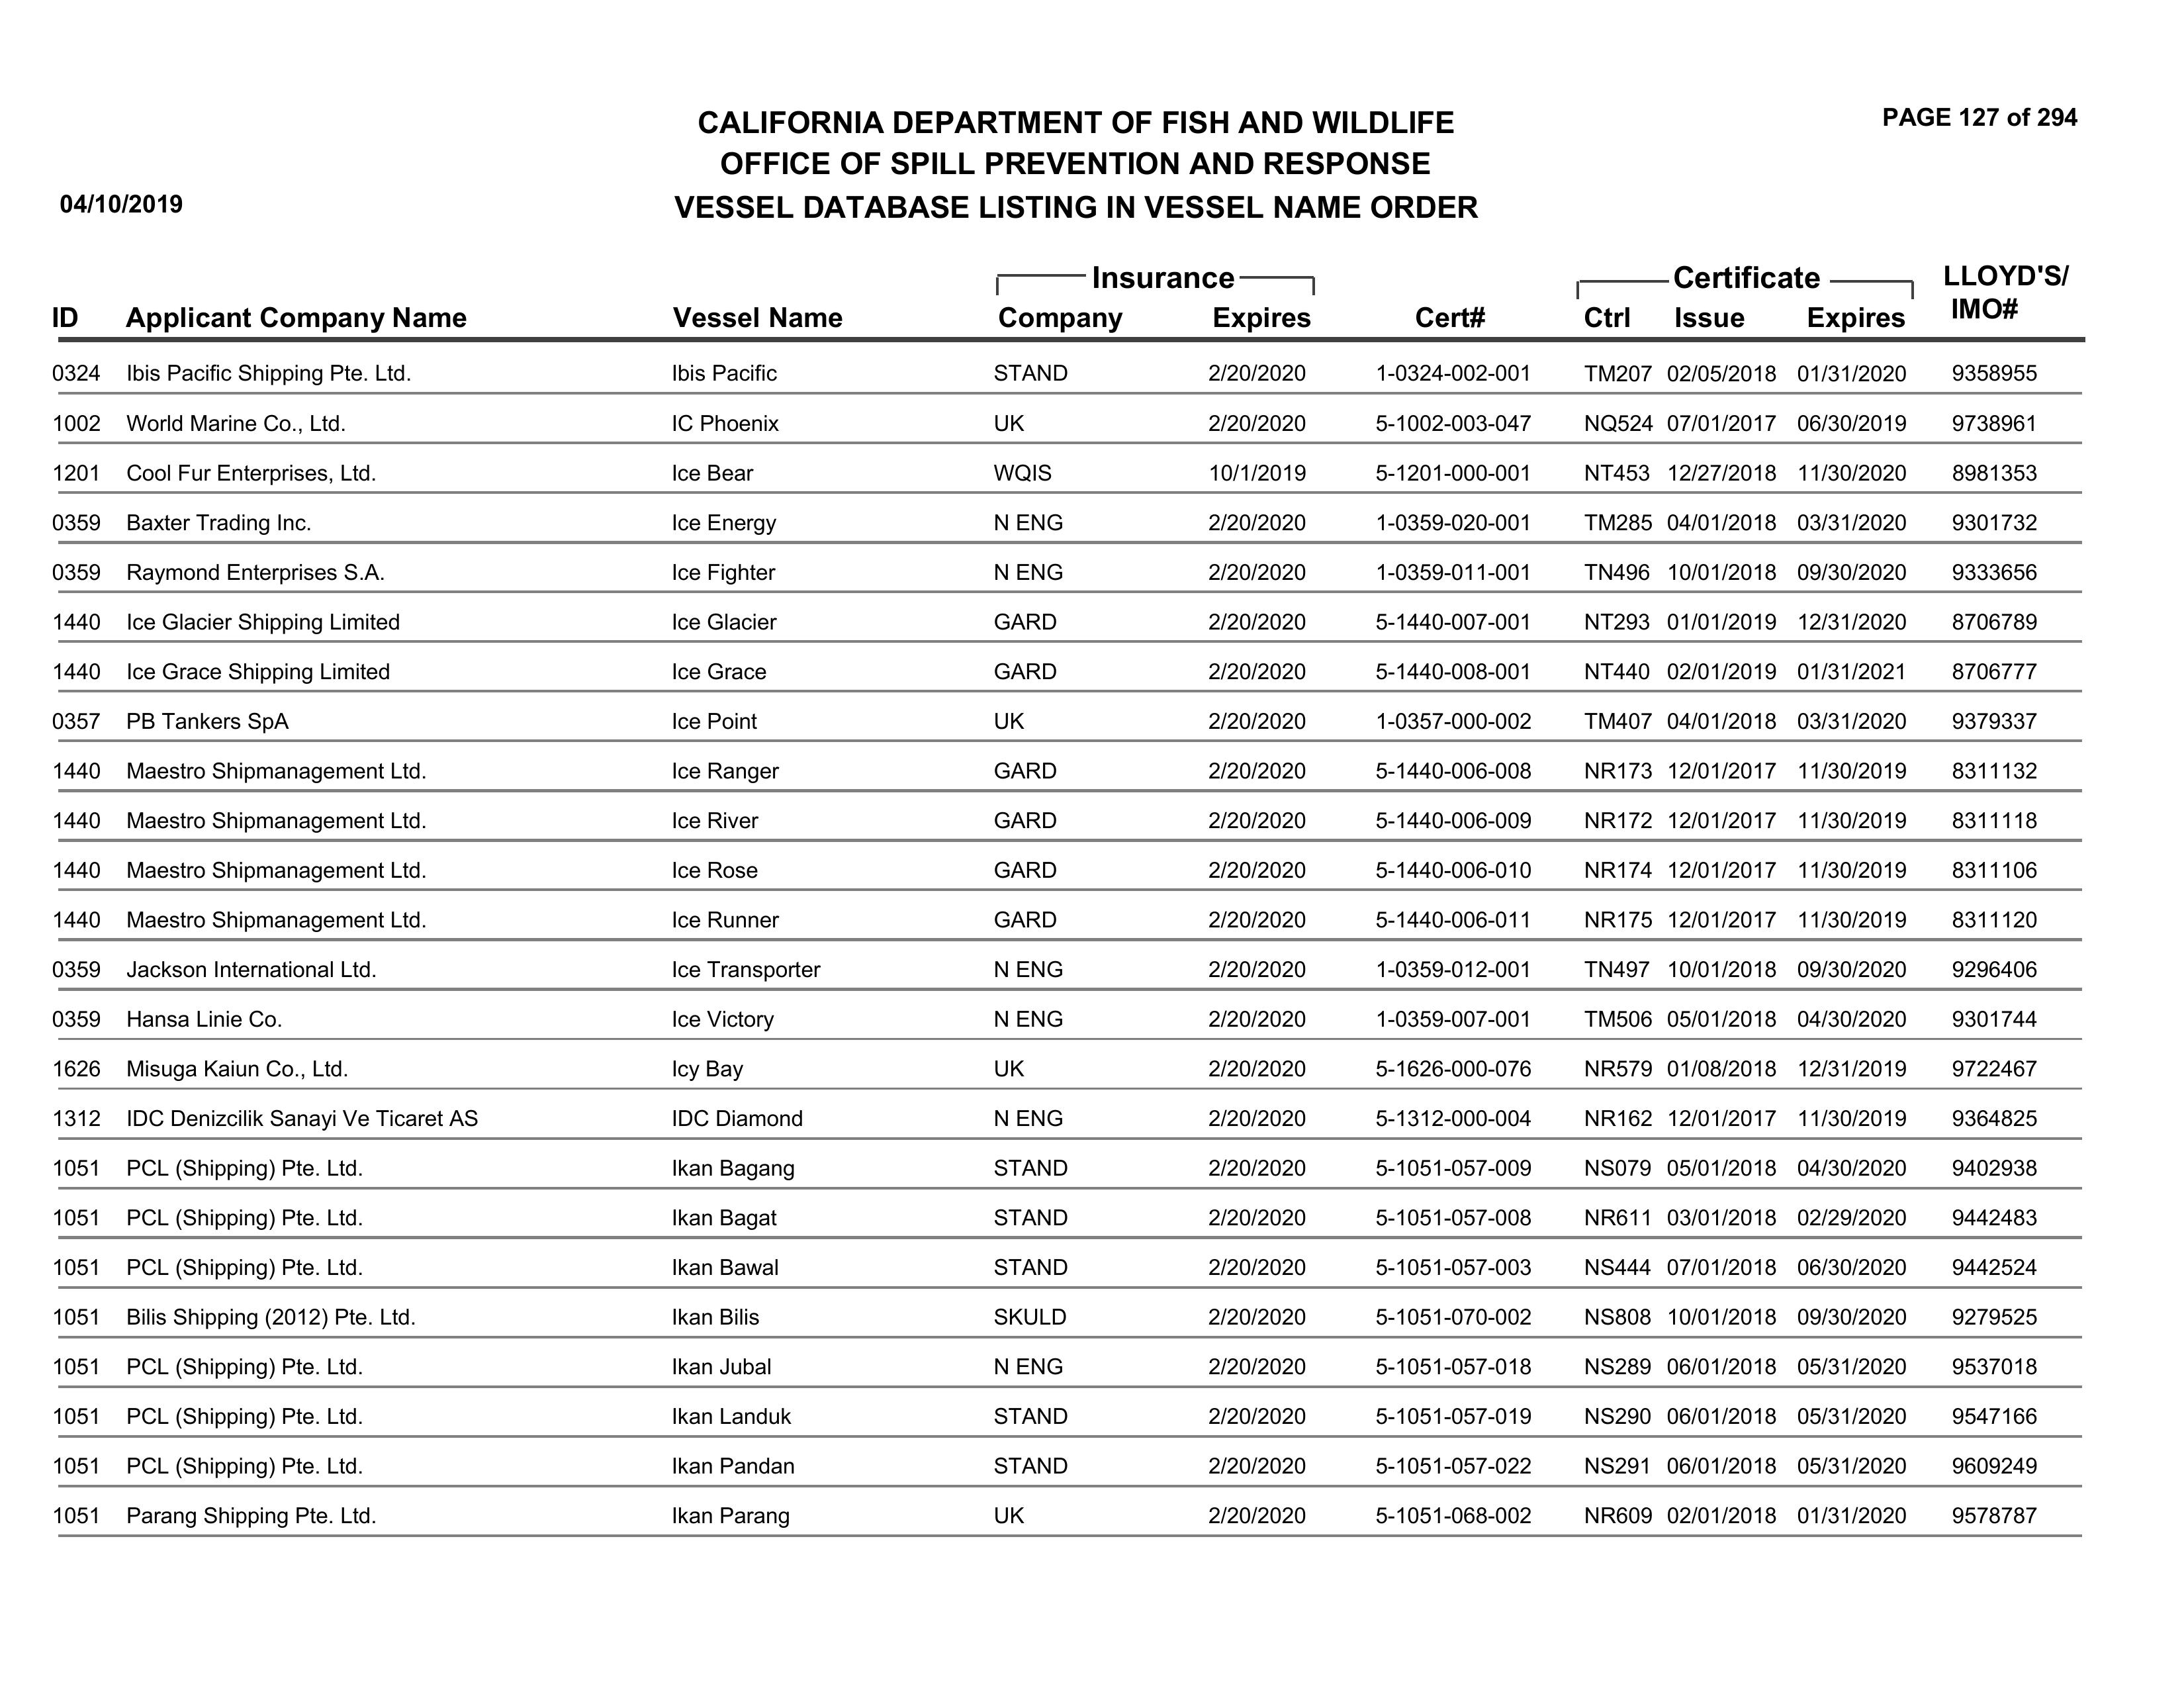 PAGE 127 of 294
CALIFORNIA DEPARTMENT OF FISH AND WILDLIFE
OFFICE OF SPILL PREVENTION AND RESPONSE
04/10/2019 VESSEL DATABASE LISTING IN VESSEL NAME ORDER
Insurance Certificate LLOYD'S/
ID Applicant Company Name Vessel Name Company Expires Cert# Ctrl Issue Expires IMO#
0324 Ibis Pacific Shipping Pte. Ltd. Ibis Pacific STAND 2/20/2020 1-0324-002-001 TM207 02/05/2018 01/31/2020 9358955
1002 World Marine Co., Ltd. IC Phoenix UK 2/20/2020 5-1002-003-047 NQ524 07/01/2017 06/30/2019 9738961
1201 Cool Fur Enterprises, Ltd. Ice Bear WQIS 10/1/2019 5-1201-000-001 NT453 12/27/2018 11/30/2020 8981353
0359 Baxter Trading Inc. Ice Energy N ENG 2/20/2020 1-0359-020-001 TM285 04/01/2018 03/31/2020 9301732
0359 Raymond Enterprises S.A. Ice Fighter N ENG 2/20/2020 1-0359-011-001 TN496 10/01/2018 09/30/2020 9333656
1440 Ice Glacier Shipping Limited Ice Glacier GARD 2/20/2020 5-1440-007-001 NT293 01/01/2019 12/31/2020 8706789
1440 Ice Grace Shipping Limited Ice Grace GARD 2/20/2020 5-1440-008-001 NT440 02/01/2019 01/31/2021 8706777
0357 PB Tankers SpA Ice Point UK 2/20/2020 1-0357-000-002 TM407 04/01/2018 03/31/2020 9379337
1440 Maestro Shipmanagement Ltd. Ice Ranger GARD 2/20/2020 5-1440-006-008 NR173 12/01/2017 11/30/2019 8311132
1440 Maestro Shipmanagement Ltd. Ice River GARD 2/20/2020 5-1440-006-009 NR172 12/01/2017 11/30/2019 8311118
1440 Maestro Shipmanagement Ltd. Ice Rose GARD 2/20/2020 5-1440-006-010 NR174 12/01/2017 11/30/2019 8311106
1440 Maestro Shipmanagement Ltd. Ice Runner GARD 2/20/2020 5-1440-006-011 NR175 12/01/2017 11/30/2019 8311120
0359 Jackson International Ltd. Ice Transporter N ENG 2/20/2020 1-0359-012-001 TN497 10/01/2018 09/30/2020 9296406
0359 Hansa Linie Co. Ice Victory N ENG 2/20/2020 1-0359-007-001 TM506 05/01/2018 04/30/2020 9301744
1626 Misuga Kaiun Co., Ltd. Icy Bay UK 2/20/2020 5-1626-000-076 NR579 01/08/2018 12/31/2019 9722467
1312 IDC Denizcilik Sanayi Ve Ticaret AS IDC Diamond N ENG 2/20/2020 5-1312-000-004 NR162 12/01/2017 11/30/2019 9364825
1051 PCL (Shipping) Pte. Ltd. Ikan Bagang STAND 2/20/2020 5-1051-057-009 NS079 05/01/2018 04/30/2020 9402938
1051 PCL (Shipping) Pte. Ltd. Ikan Bagat STAND 2/20/2020 5-1051-057-008 NR611 03/01/2018 02/29/2020 9442483
1051 PCL (Shipping) Pte. Ltd. Ikan Bawal STAND 2/20/2020 5-1051-057-003 NS444 07/01/2018 06/30/2020 9442524
1051 Bilis Shipping (2012) Pte. Ltd. Ikan Bilis SKULD 2/20/2020 5-1051-070-002 NS808 10/01/2018 09/30/2020 9279525
1051 PCL (Shipping) Pte. Ltd. Ikan Jubal N ENG 2/20/2020 5-1051-057-018 NS289 06/01/2018 05/31/2020 9537018
1051 PCL (Shipping) Pte. Ltd. Ikan Landuk STAND 2/20/2020 5-1051-057-019 NS290 06/01/2018 05/31/2020 9547166
1051 PCL (Shipping) Pte. Ltd. Ikan Pandan STAND 2/20/2020 5-1051-057-022 NS291 06/01/2018 05/31/2020 9609249
1051 Parang Shipping Pte. Ltd. Ikan Parang UK 2/20/2020 5-1051-068-002 NR609 02/01/2018 01/31/2020 9578787